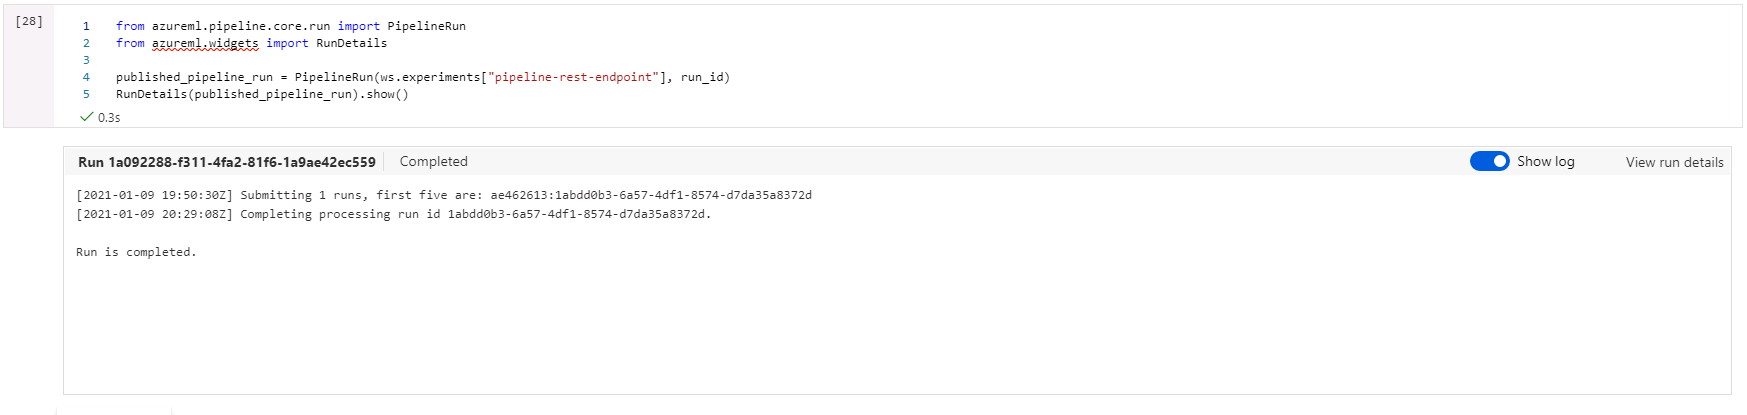 [28]
1 from azureml.pipeline.core.run import PipelineRun
2 from azureml.widgets import RunDetails
3
4 published_pipeline_run = PipelineRun(ws.experiments["pipeline-rest-endpoint"], run_id)
5 RunDetails(published_pipeline_run).show()
0.3s
Run 1a092288-f311-4fa2-81f6-1a9ae42ec559 Completed Show log View run details
[2021-01-09 19:50:30Z] Submitting 1 runs, first five are: ae462613:1abdd0b3-6a57-4df1-8574-d7da35a8372d
[2021-01-09 20:29:08Z] Completing processing run id 1abdd0b3-6a57-4df1-8574-d7da35a8372d.
Run is completed.